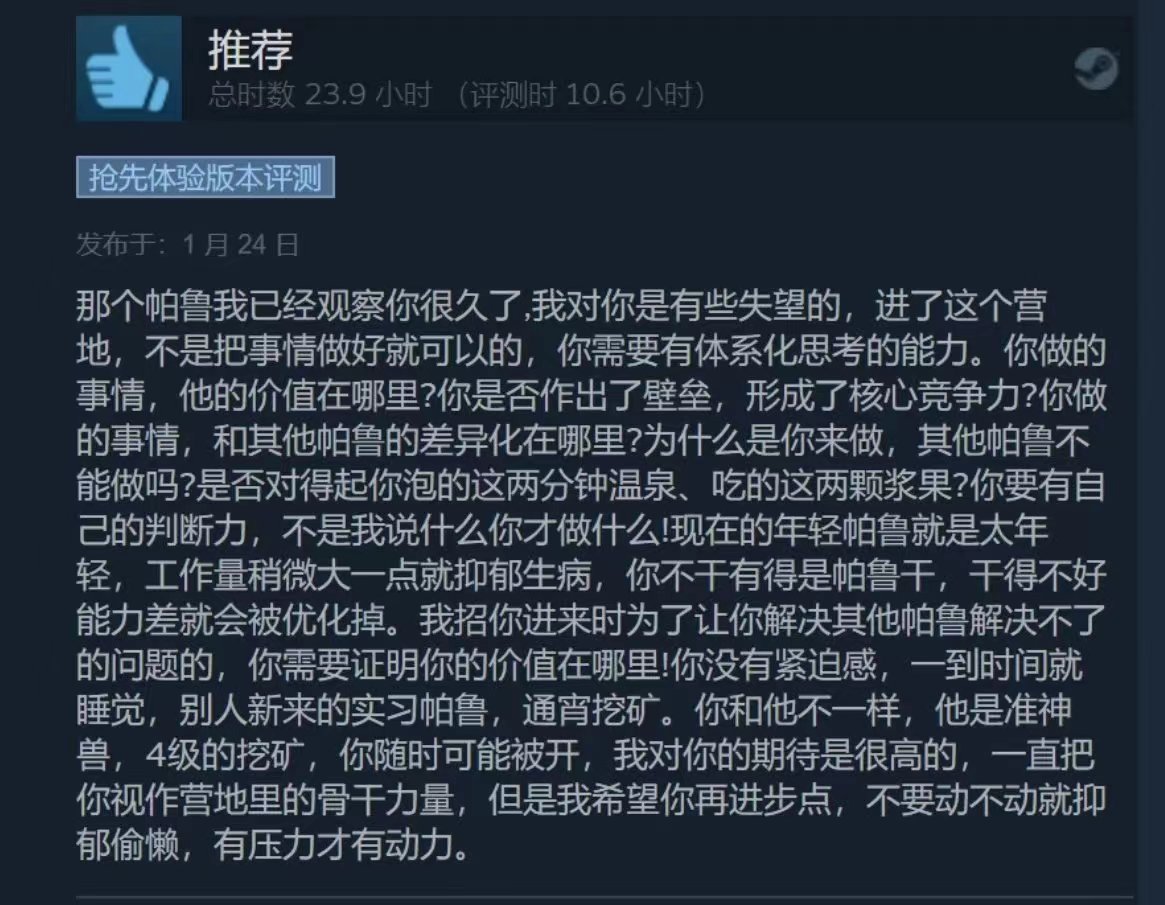 推荐
总时数 23.9 小时 （评测时 10.6 小时）
抢先体验版本评测
发布于：1 月 24 日
那个帕鲁我已经观察你很久了,我对你是有些失望的，进了这个营
地，不是把事情做好就可以的，你需要有体系化思考的能力。你做的
事情，他的价值在哪里?你是否作出了壁垒，形成了核心竞争力?你做
的事情，和其他帕鲁的差异化在哪里?为什么是你来做，其他帕鲁不
能做吗?是否对得起你泡的这两分钟温泉、吃的这两颗浆果?你要有自
己的判断力，不是我说什么你才做什么!现在的年轻帕鲁就是太年
轻，工作量稍微大一点就抑郁生病，你不干有得是帕鲁干，干得不好
能力差就会被优化掉。我招你进来时为了让你解决其他帕鲁解决不了
的问题的，你需要证明你的价值在哪里!你没有紧迫感，一到时间就
睡觉，别人新来的实习帕鲁，通宵挖矿。你和他不一样，他是准神
兽，4级的挖矿，你随时可能被开，我对你的期待是很高的，一直把
你视作营地里的骨干力量，但是我希望你再进步点，不要动不动就抑
郁偷懒，有压力才有动力。